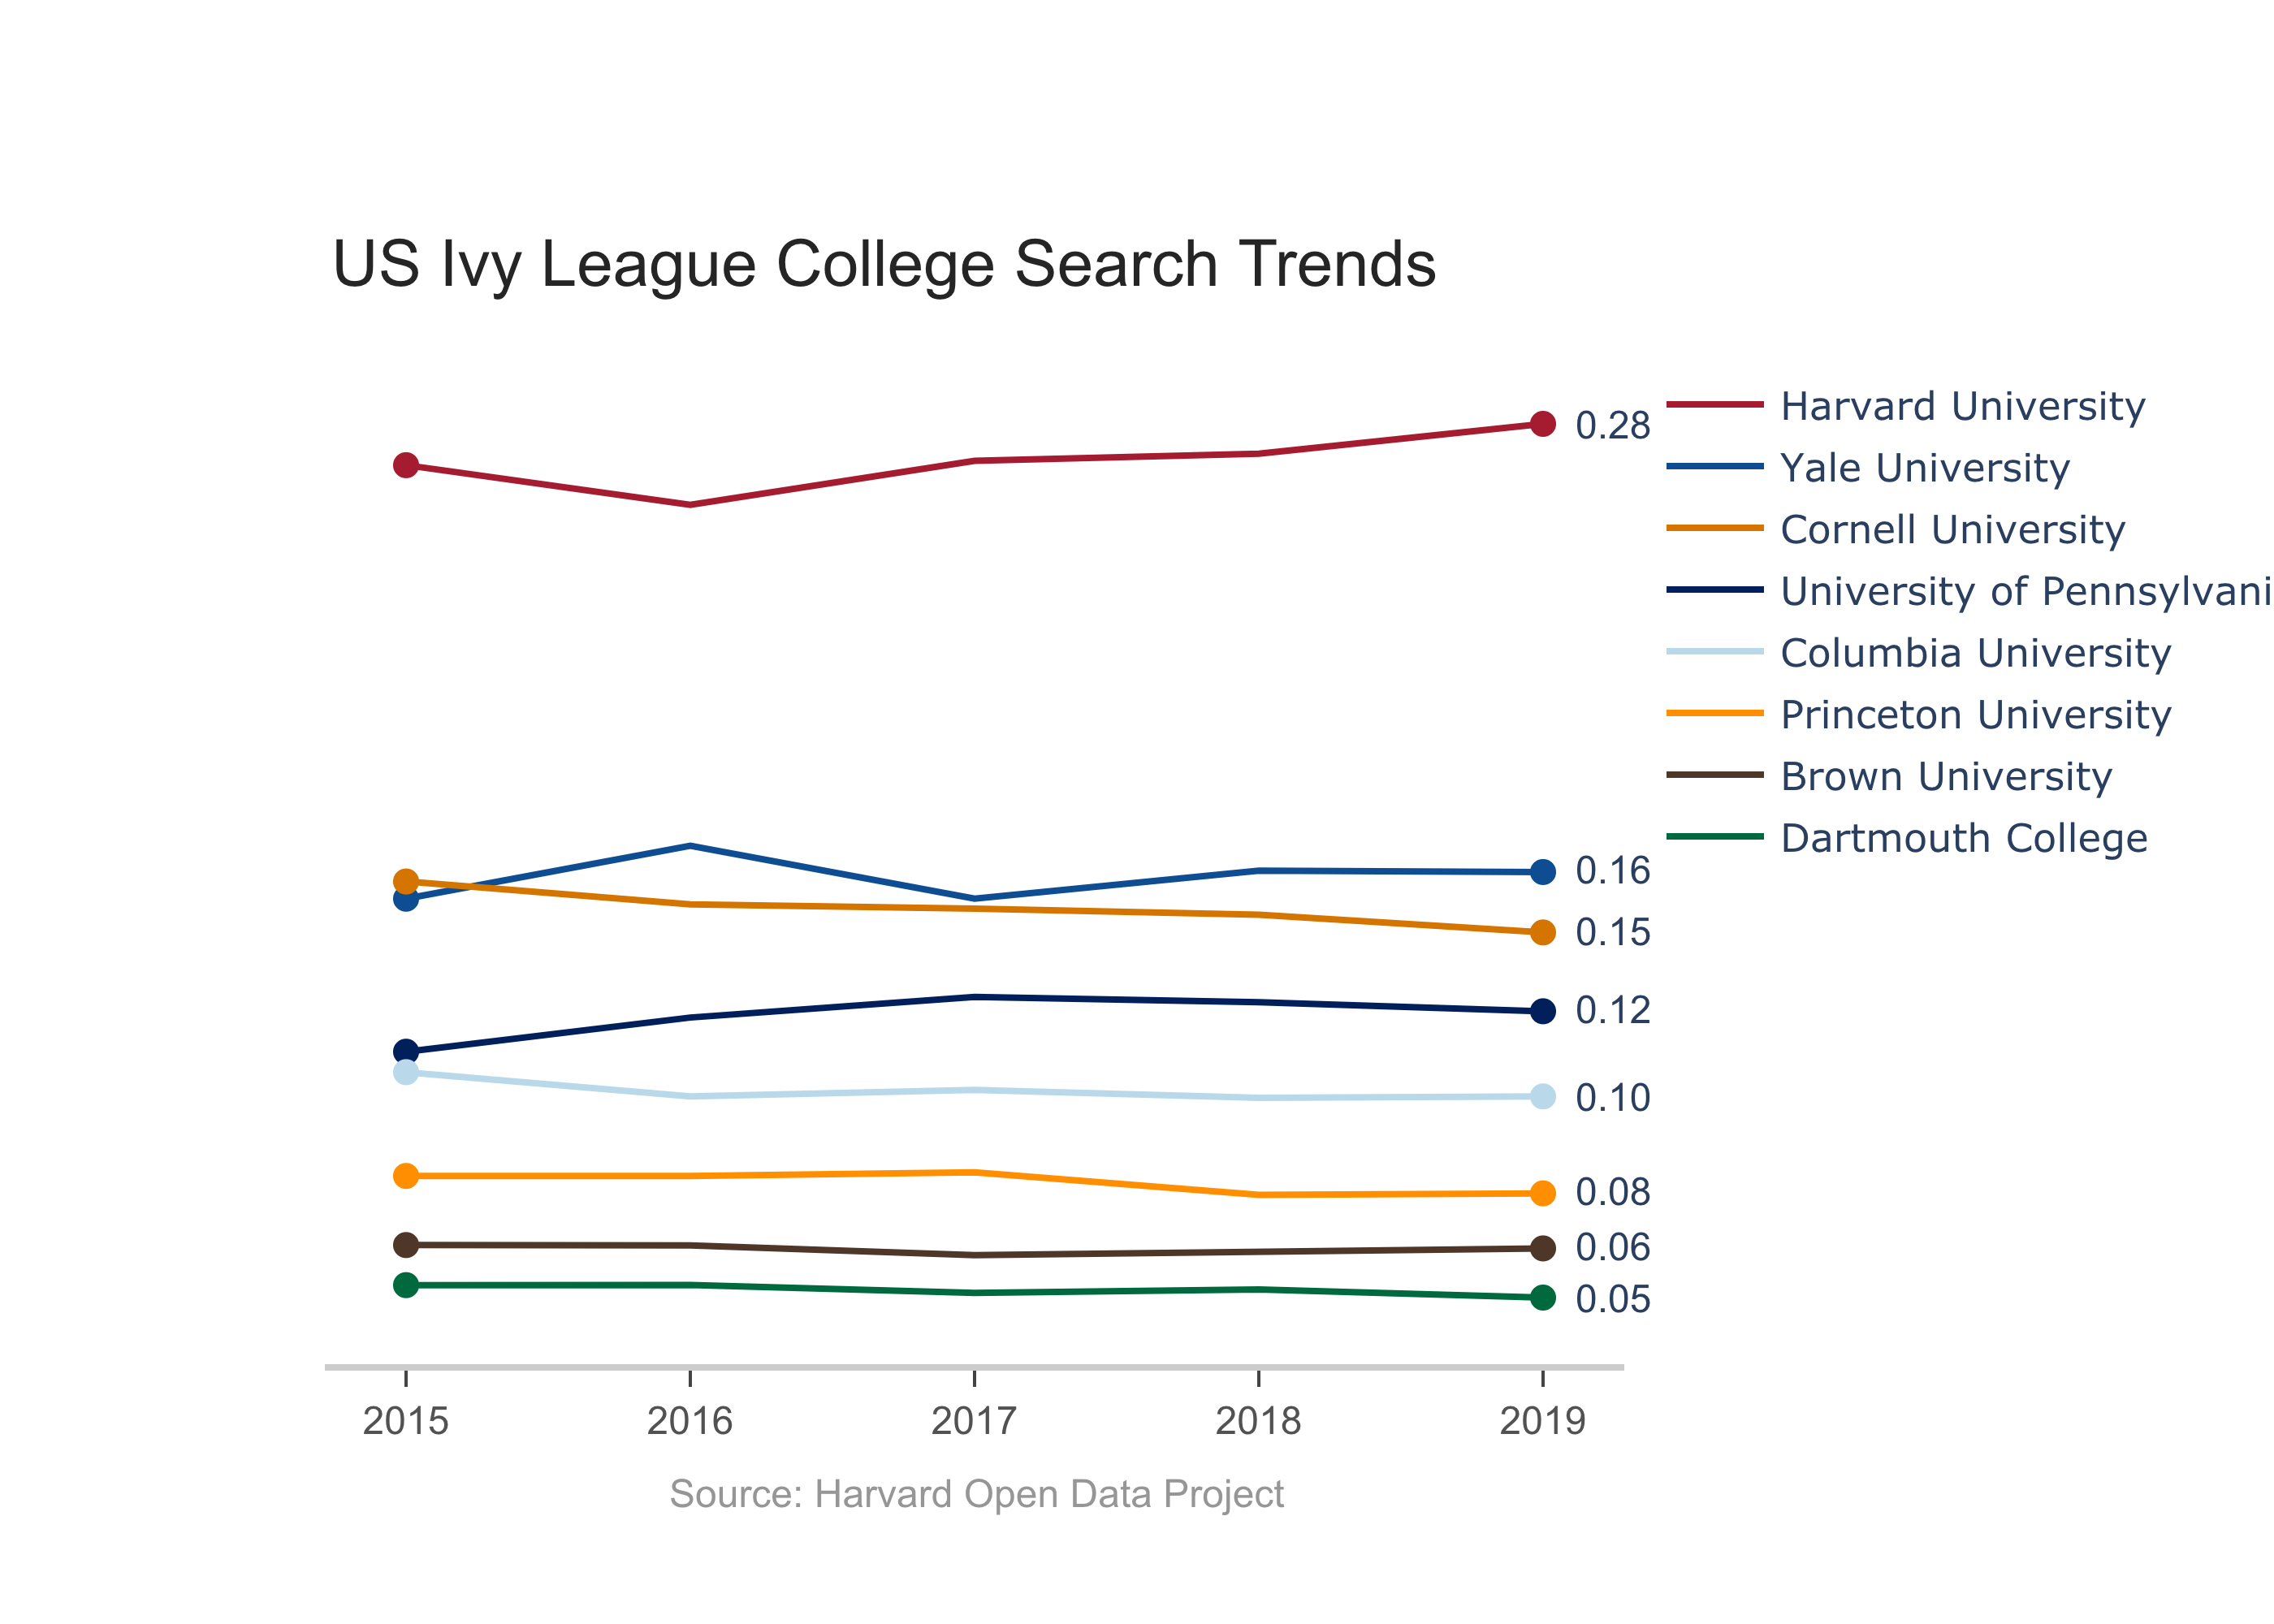 US Ivy League College Search Trends
0.28
Harvard University
Yale University
Cornell University
University of Pennsylvani
Columbia University
Princeton University
Brown University
Dartmouth College
0.16
0.15
0.12
0.10
0.08
0.06
0.05
2015 2016 2017 2018 2019
Source: Harvard Open Data Project